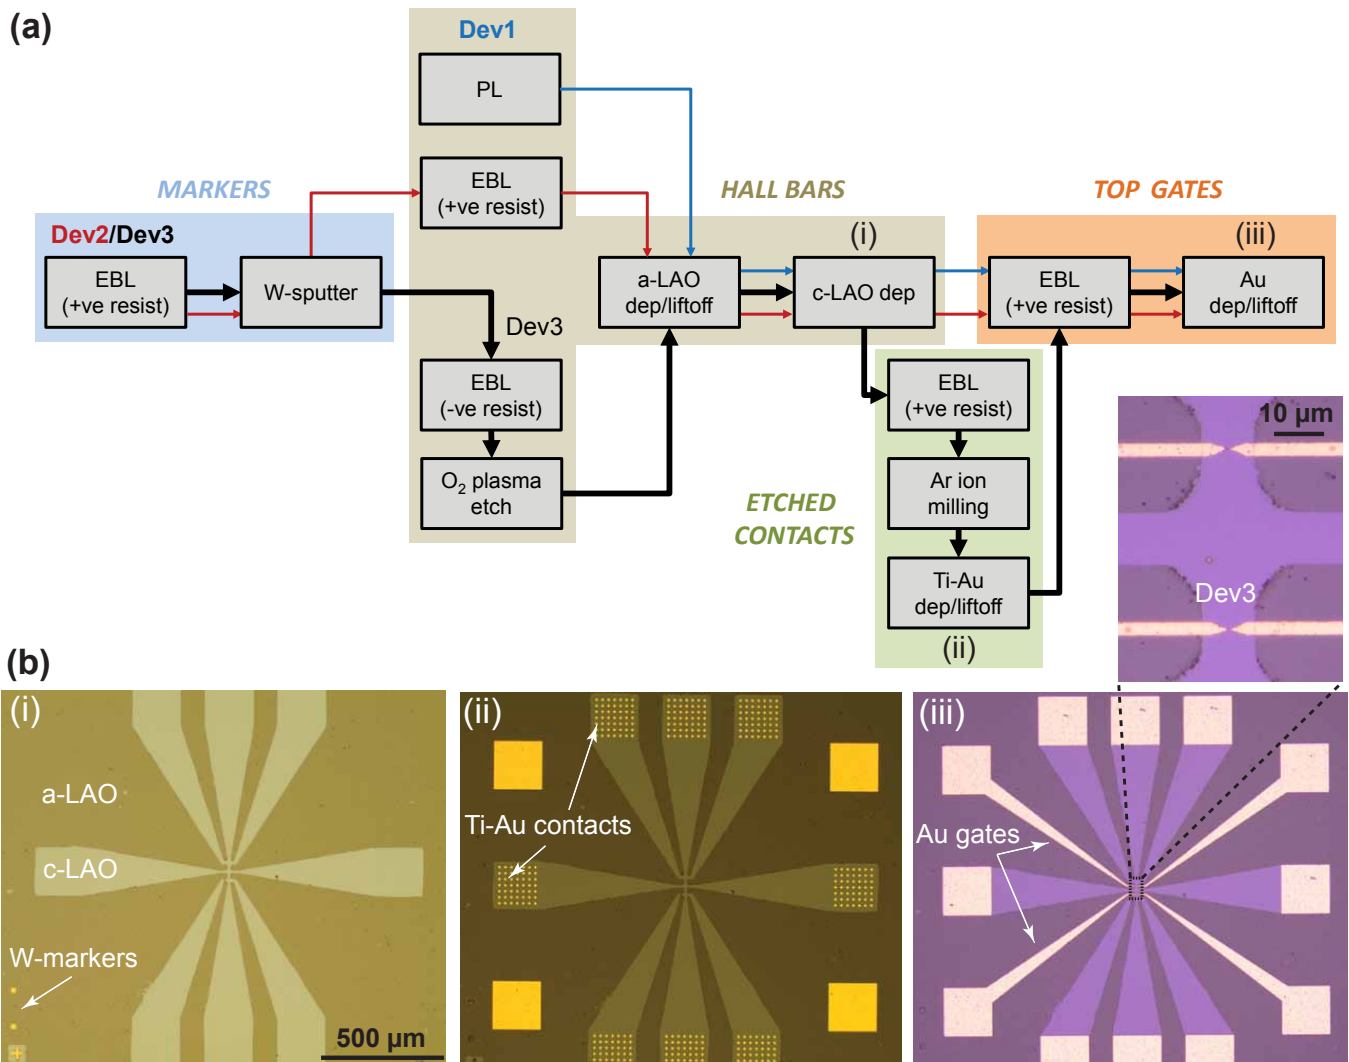 (a)
Dev1
PL
EBL
(+ve resist)
MARKERS
HALL BARS
TOP GATES
Dev2/Dev3
EBL
(+ve resist)
W-sputter
(i)
(iii)
a-LAO
dep/liftoff
c-LAO dep
EBL
(+ve resist)
Au
dep/liftoff
Dev3
EBL
(-ve resist)
O₂ plasma
etch
EBL
(+ve resist)
Ar ion
milling
Ti-Au
dep/liftoff
(ii)
ETCHED
CONTACTS
10 µm
Dev3
(b)
(i)
a-LAO
c-LAO
W-markers
500 µm
(ii)
Ti-Au contacts
(iii)
Au gates